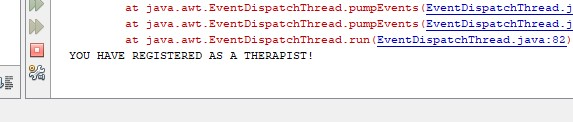 at java.awt.EventDispatchThread.pumpEvents(EventDispatchThread.j
at java.awt.EventDispatchThread.pumpEvents(EventDispatchThread.j
at java.awt.EventDispatchThread.run(EventDispatchThread.java:82)
YOU HAVE REGISTERED AS A THERAPIST!